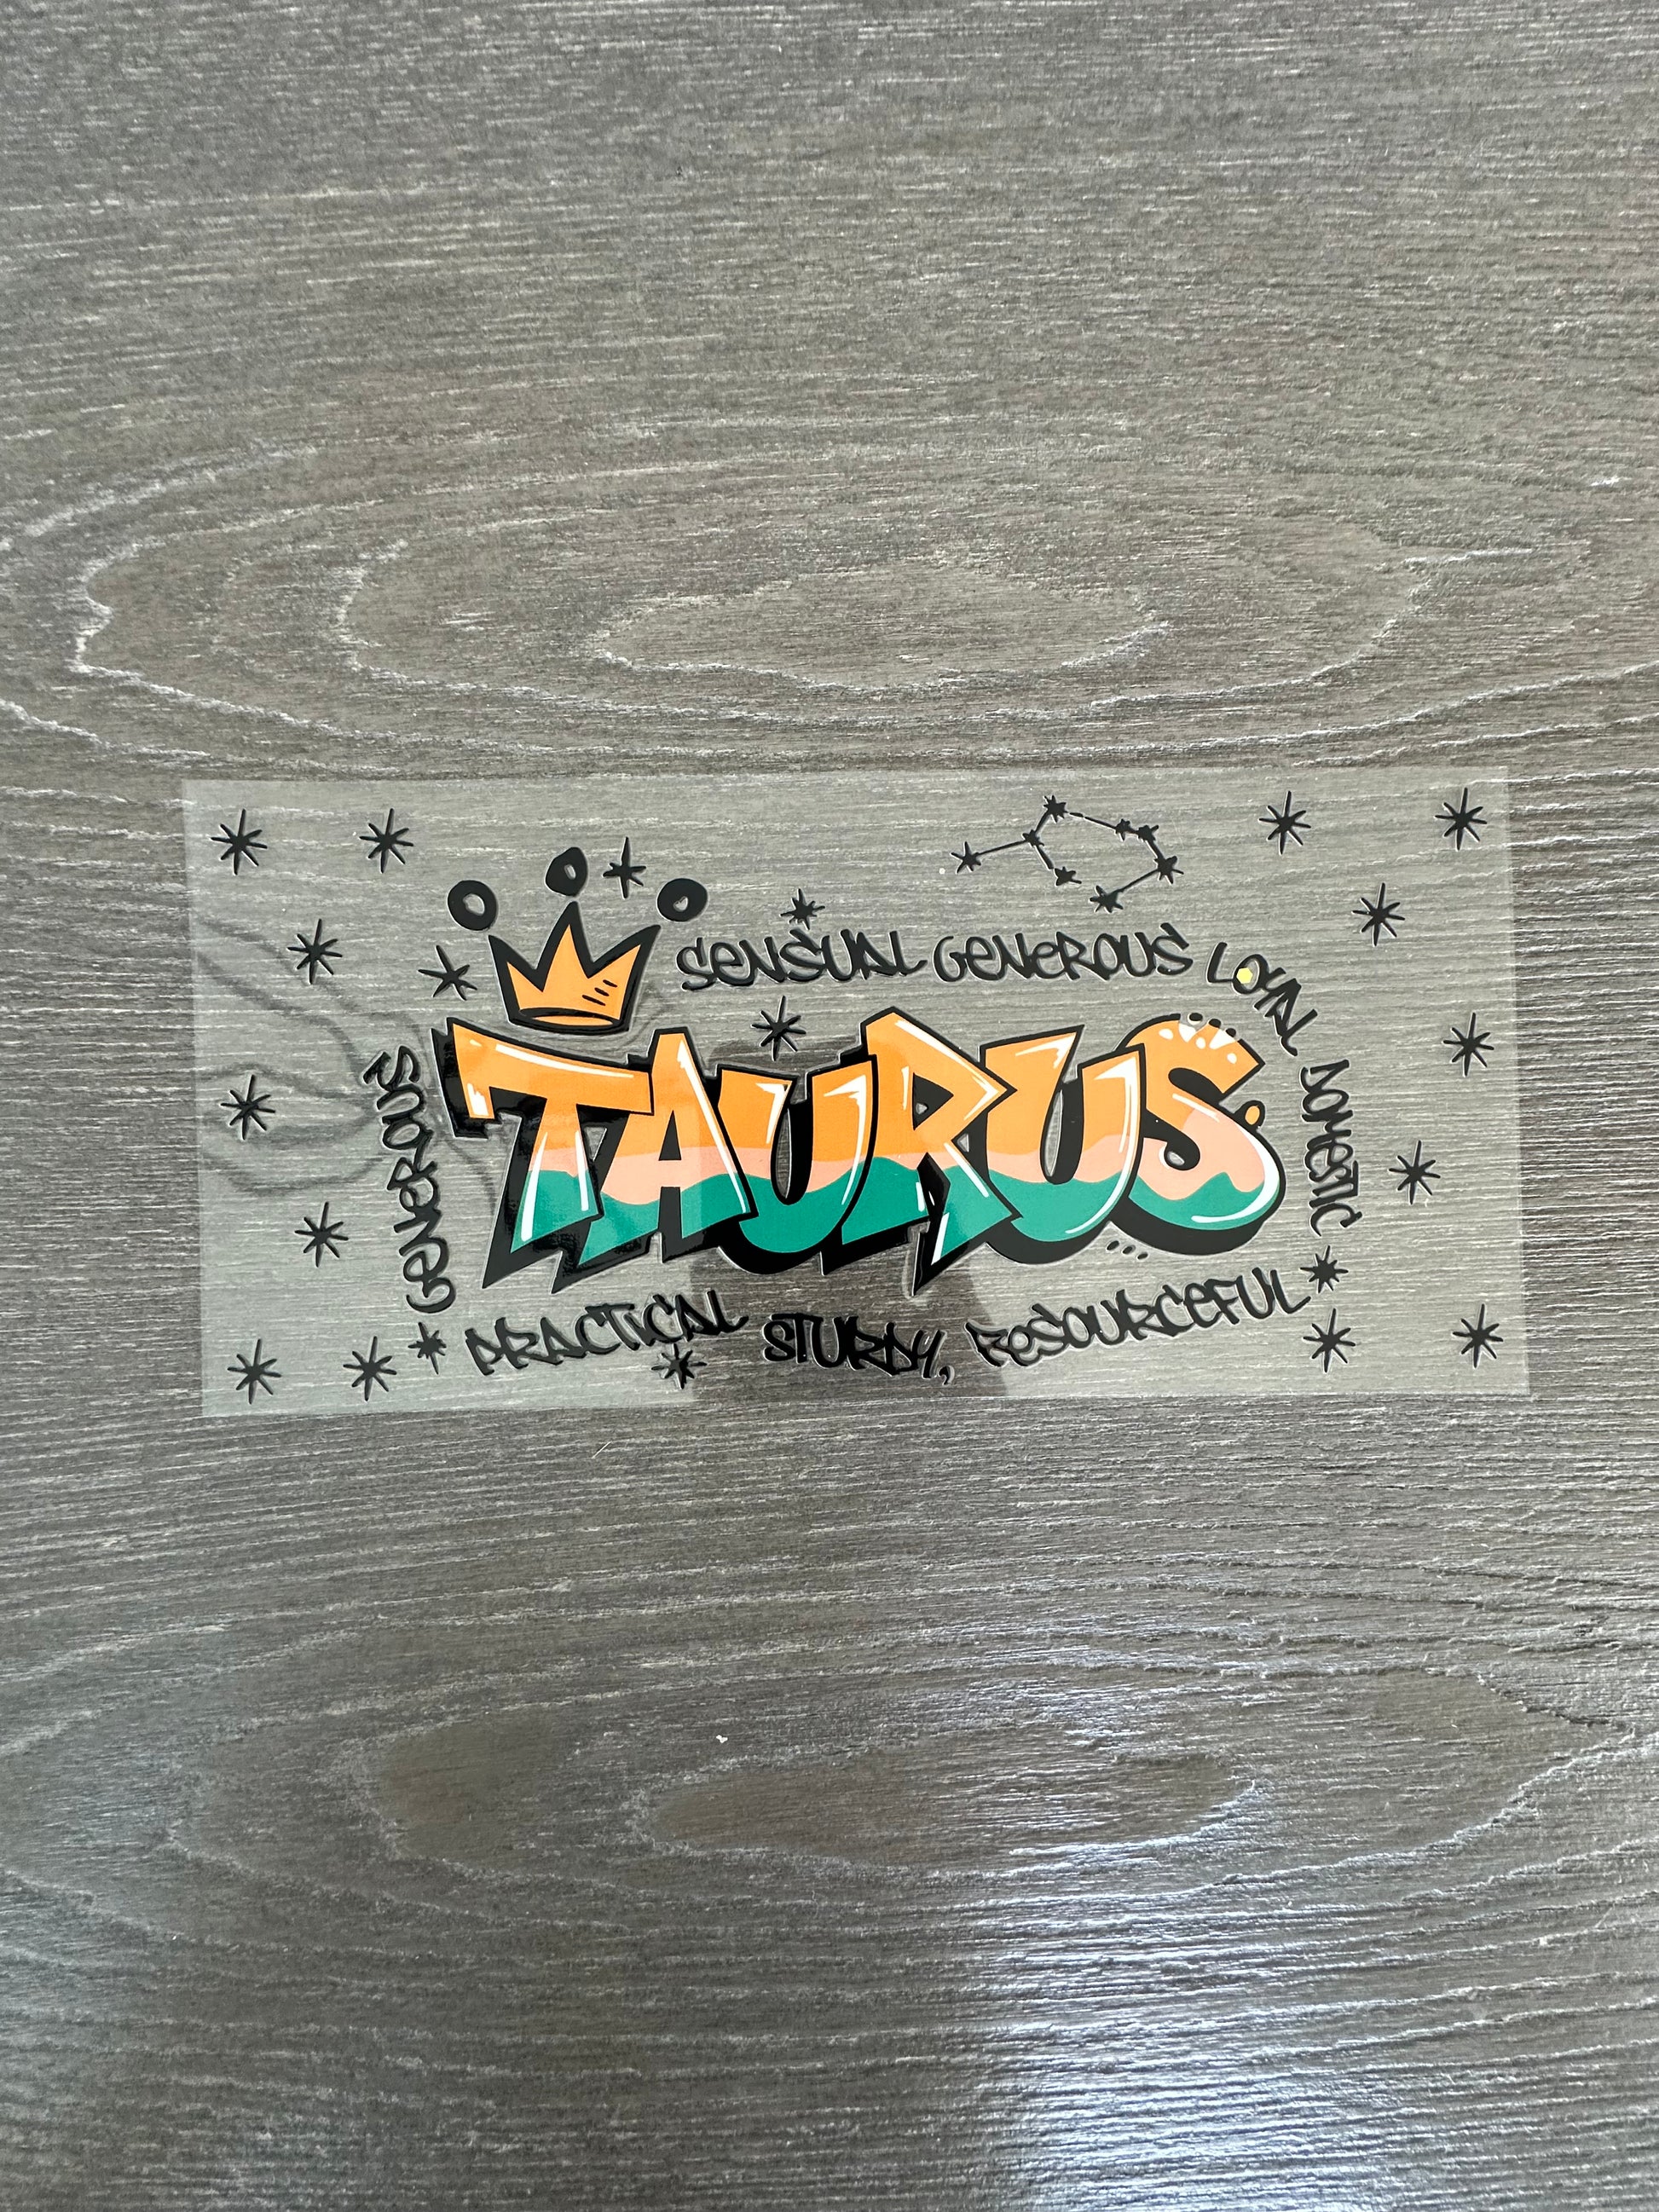 SENSUAL GENEROUS LOYAL DOMESTIC
GENEROUS
TAURUS
PRACTICAL STURDY, RESOURCEFUL